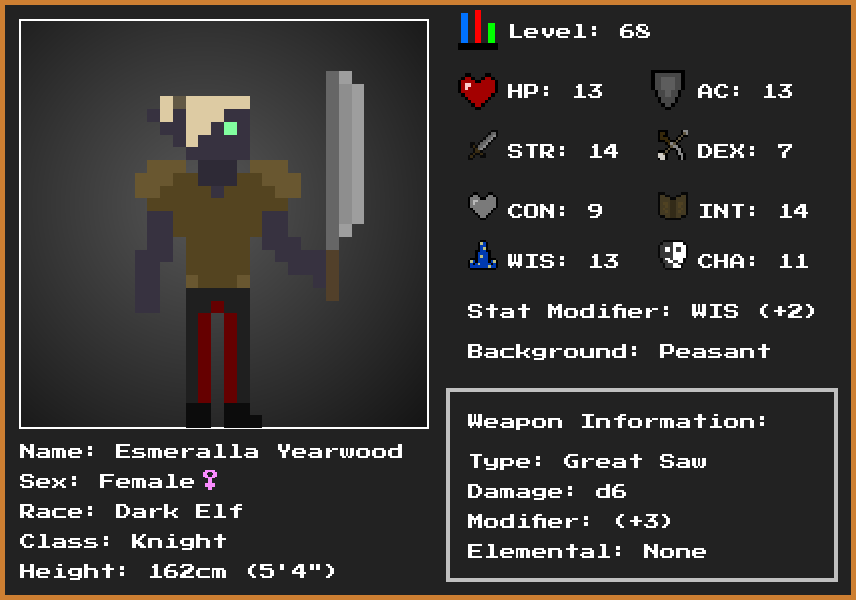 Level: 68
HP: 13 AC: 13
STR: 14 DEX: 7
CON: 9 INT: 14
WIS: 13 CHA: 11
Stat Modifier: WIS (+2)
Background: Peasant
Weapon Information:
Type: Great Saw
Damage: d6
Modifier: (+3)
Elemental: None
Name: Esmeralla Yearwood
Sex: Female♀
Race: Dark Elf
Class: Knight
Height: 162cm (5'4")